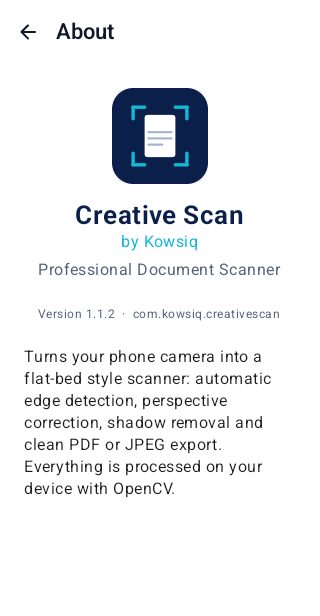 About
Creative Scan
by Kowsiq
Professional Document Scanner
Version 1.1.2 · com.kowsiq.creativescan
Turns your phone camera into a
flat-bed style scanner: automatic
edge detection, perspective
correction, shadow removal and
clean PDF or JPEG export.
Everything is processed on your
device with OpenCV.